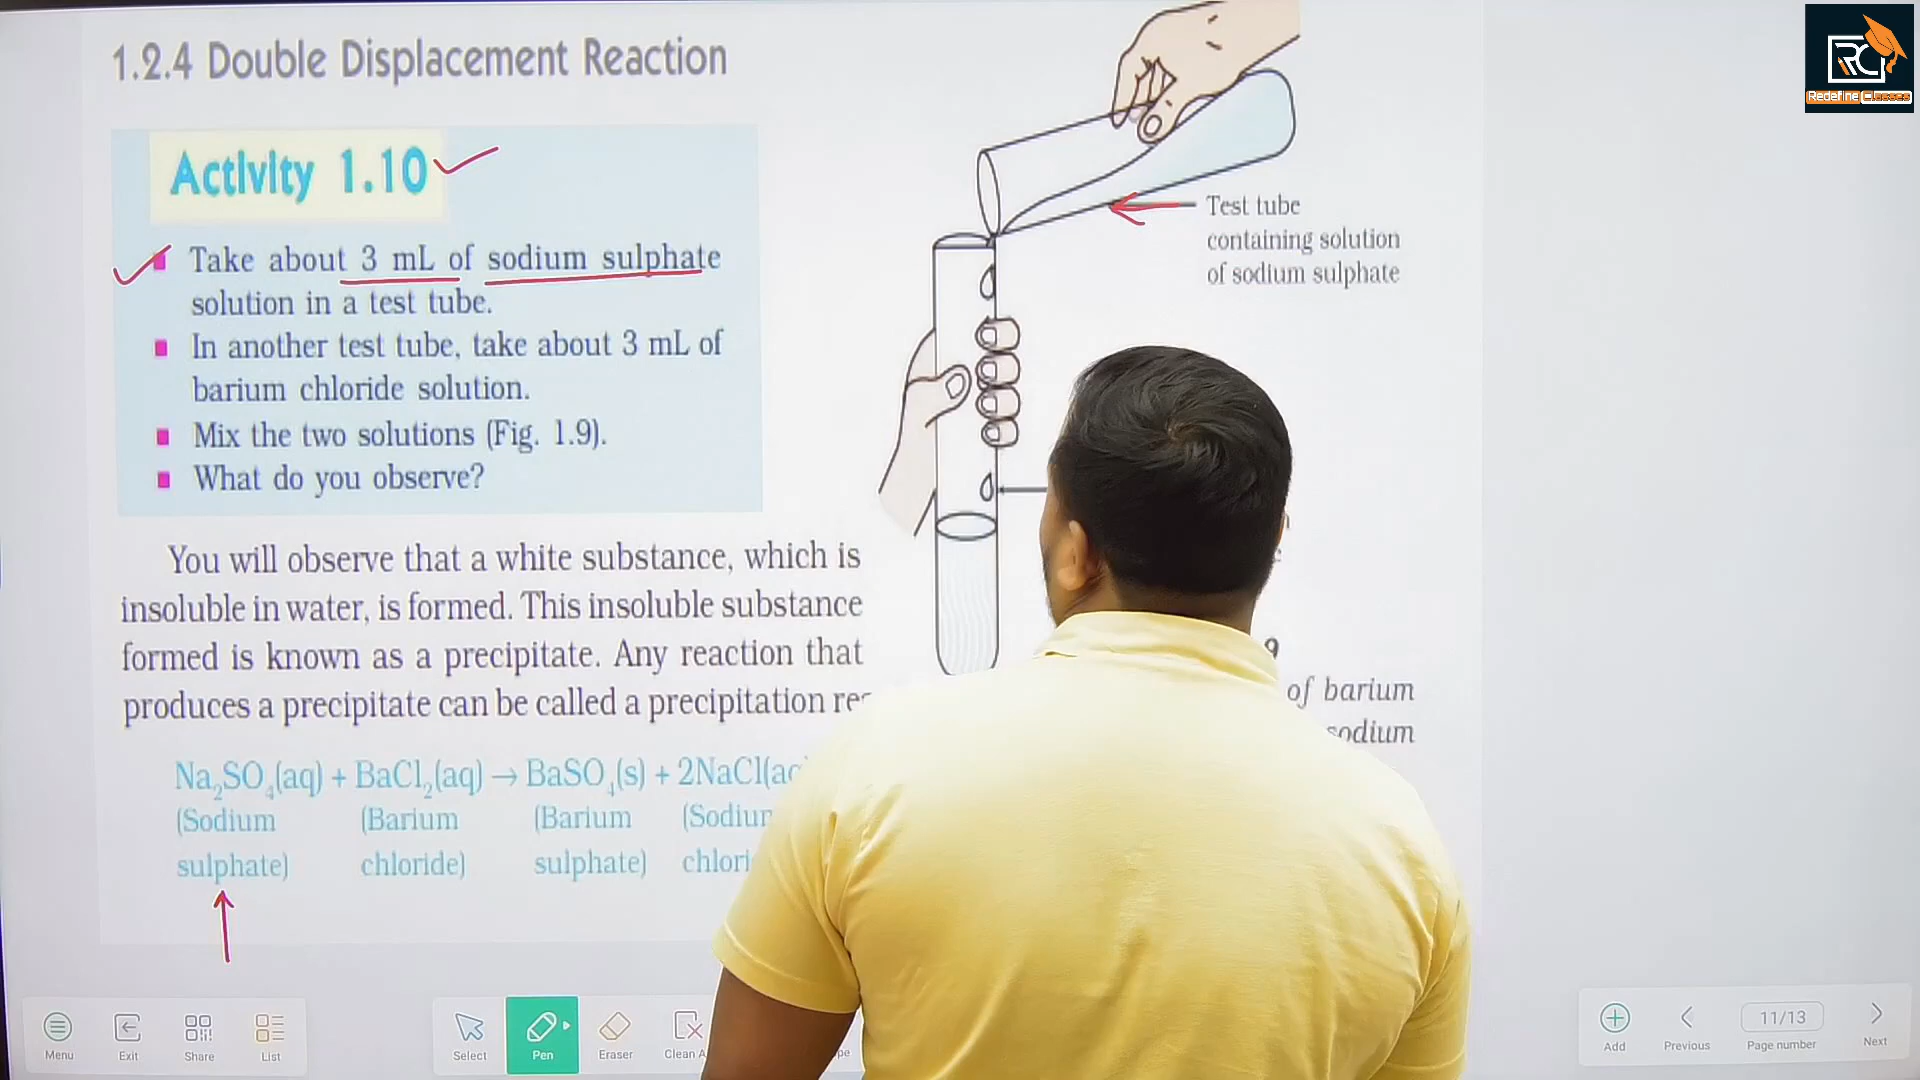 1.2.4 Double Displacement Reaction
Activity 1.10
Take about 3 mL of sodium sulphate
solution in a test tube.
In another test tube, take about 3 mL of
barium chloride solution.
Mix the two solutions (Fig. 1.9).
What do you observe?
You will observe that a white substance, which is
insoluble in water, is formed. This insoluble substance
formed is known as a precipitate. Any reaction that
produces a precipitate can be called a precipitation
Na₂SO₄(aq) + BaCl₂(aq) → BaSO₄(s) + 2NaCl(aq
(Sodium (Barium (Barium
sulphate) chloride) sulphate)
Test tube
containing solution
of sodium sulphate
9
of barium
sodium
RC
Redefine Classes
Menu
Exit
Share
List
Select
Pen
Eraser
Clean
Add
Previous
11/13
Page number
Next